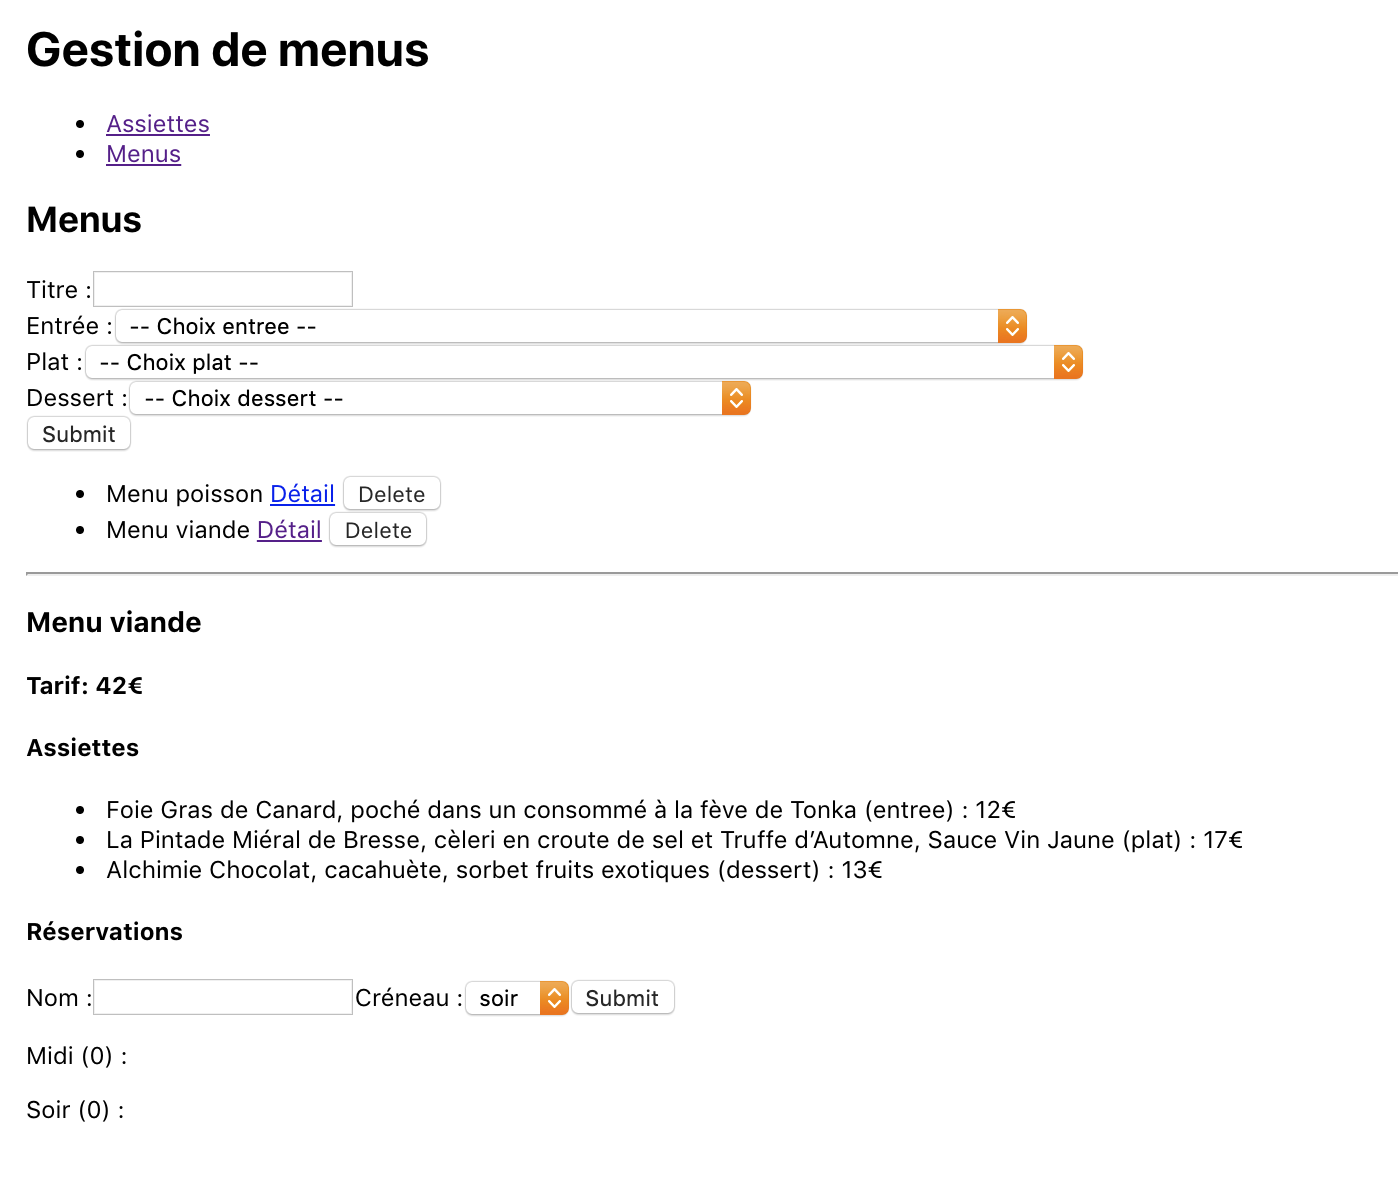 Gestion de menus
Assiettes
Menus
Menus
Titre :
Entrée : -- Choix entree --
Plat : -- Choix plat --
Dessert : -- Choix dessert --
Submit
Menu poisson Détail Delete
Menu viande Détail Delete
Menu viande
Tarif: 42€
Assiettes
Foie Gras de Canard, poché dans un consommé à la fève de Tonka (entree) : 12€
La Pintade Miéral de Bresse, cèleri en croute de sel et Truffe d’Automne, Sauce Vin Jaune (plat) : 17€
Alchimie Chocolat, cacahuète, sorbet fruits exotiques (dessert) : 13€
Réservations
Nom : Créneau : soir Submit
Midi (0) :
Soir (0) :